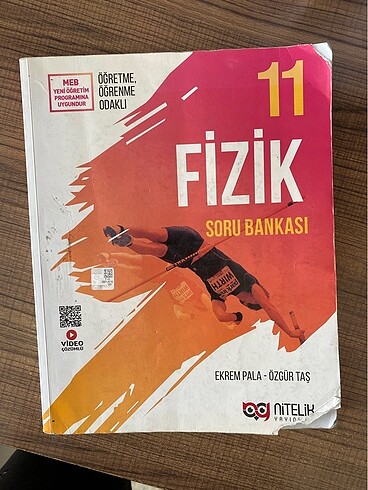 MEB
YENİ ÖĞRETİM
PROGRAMINA
UYGUNDUR
ÖĞRETME,
ÖĞRENME
ODAKLI
11
FİZİK
SORU BANKASI
WIRTH
VİDEO
ÇÖZÜMLÜ
EKREM PALA - ÖZGÜR TAŞ
NİTELİK